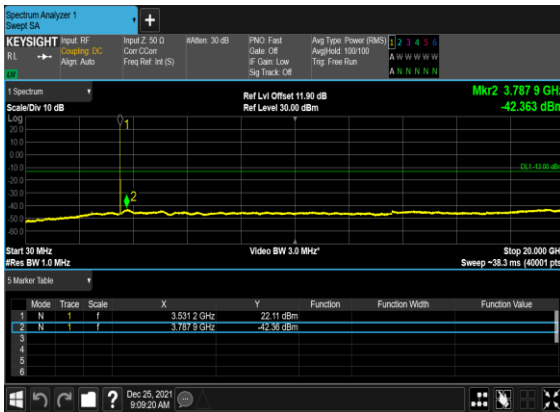 Spectrum Analyzer 1
Swept SA
+
KEYSIGHT Input: RF Input Z: 50 Ω #Atten: 30 dB PNO: Fast Avg Type: Power (RMS) 1 2 3 4 5 6
RL Coupling: DC Corr CCorr Gate: Off Avg|Hold: 100/100 A W W W W W
Align: Auto Freq Ref: Int (S) IF Gain: Low Trig: Free Run
Sig Track: Off A N N N N N
1 Spectrum
Ref Lvl Offset 11.90 dB Mkr2 3.787 9 GHz
Scale/Div 10 dB Ref Level 30.00 dBm -42.363 dBm
Log
20.0
10.0
0.00
-10.0
-20.0
-30.0
-40.0
-50.0
-60.0
1
2
DL1 -13.00 dBm
Start 30 MHz Video BW 3.0 MHz* Stop 20.000 GH
#Res BW 1.0 MHz Sweep ~38.3 ms (40001 pts
5 Marker Table
Mode Trace Scale X Y Function Function Width Function Value
1 N 1 f 3.531 2 GHz 22.11 dBm
2 N 1 f 3.787 9 GHz -42.36 dBm
3
4
5
6
? Dec 25, 2021
9:09:20 AM